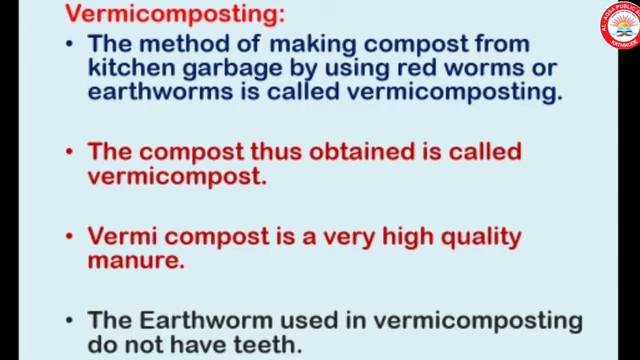 Vermicomposting:
• The method of making compost from
kitchen garbage by using red worms or
earthworms is called vermicomposting.
• The compost thus obtained is called
vermicompost.
• Vermi compost is a very high quality
manure.
• The Earthworm used in vermicomposting
do not have teeth.